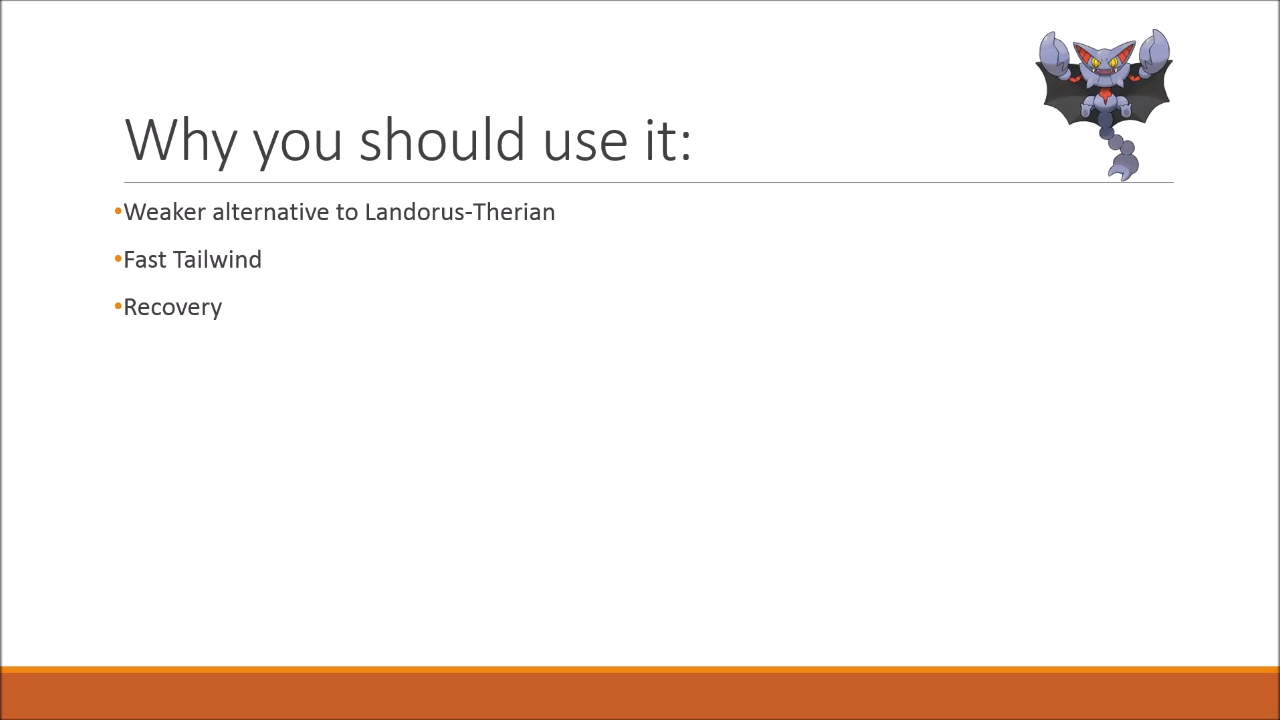 Why you should use it:
•Weaker alternative to Landorus-Therian
•Fast Tailwind
•Recovery